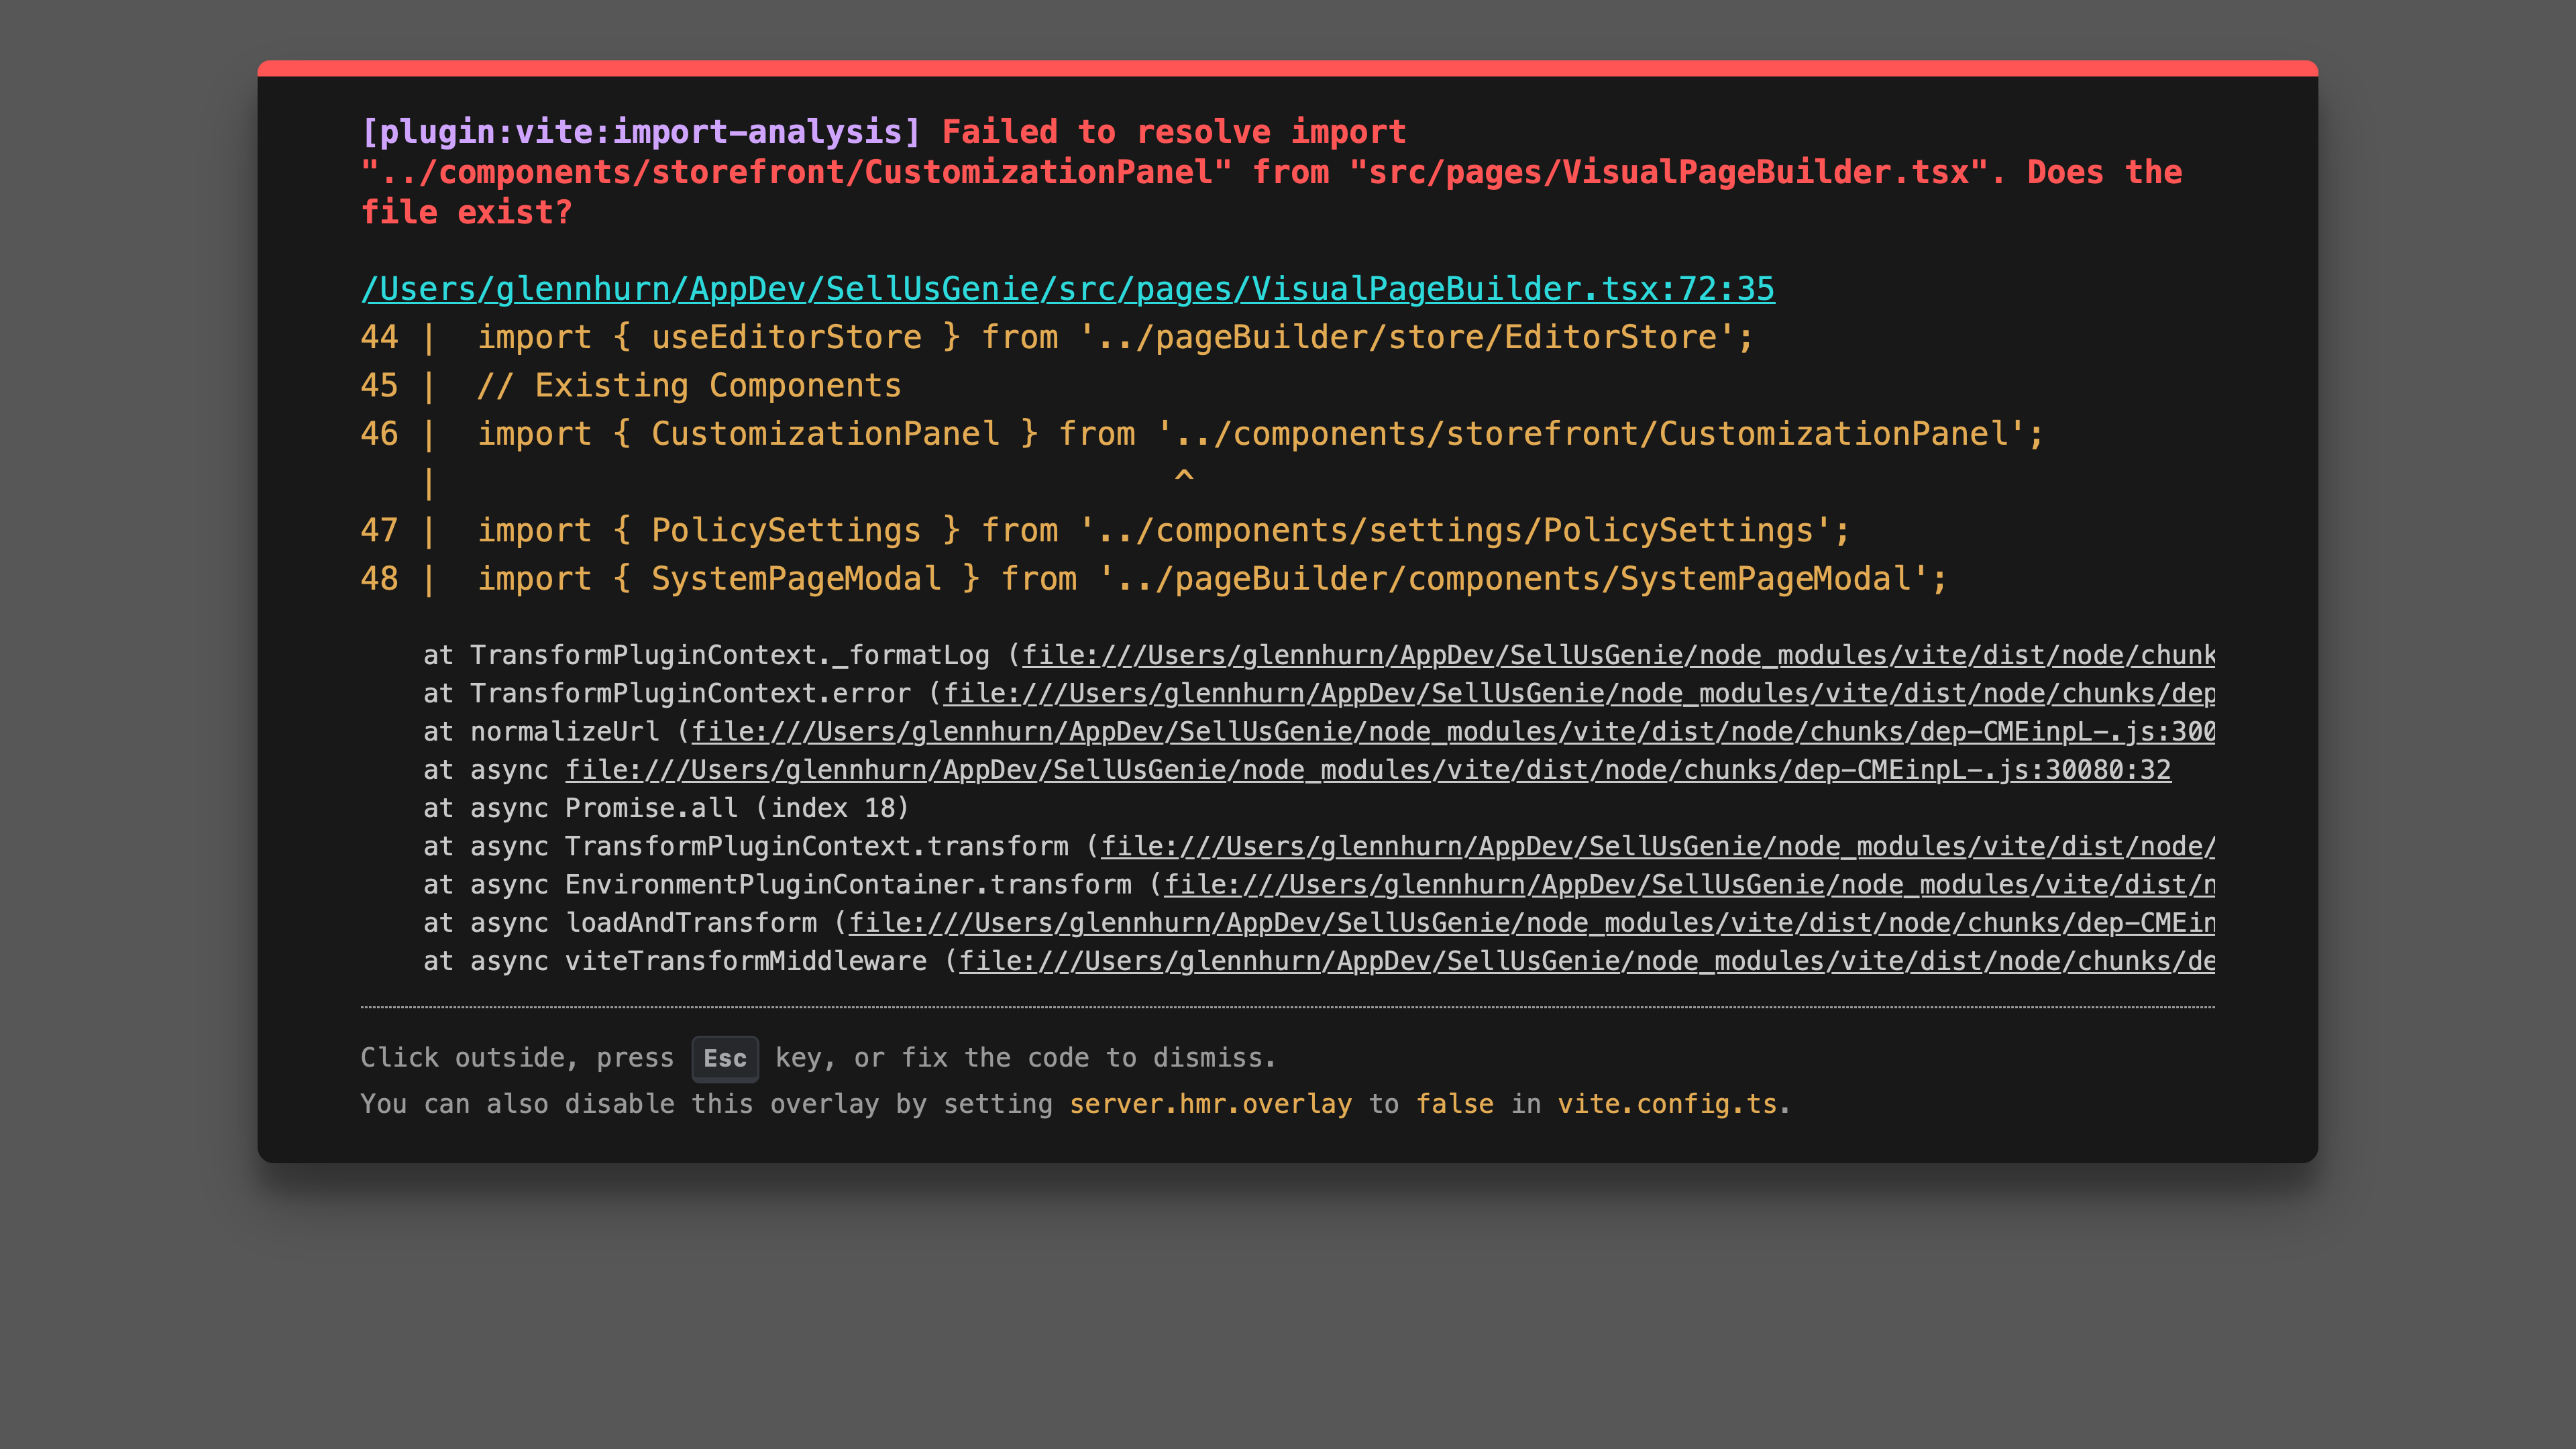 [plugin:vite:import-analysis] Failed to resolve import
"../components/storefront/CustomizationPanel" from "src/pages/VisualPageBuilder.tsx". Does the
file exist?
/Users/glennhurn/AppDev/SellUsGenie/src/pages/VisualPageBuilder.tsx:72:35
44 |  import { useEditorStore } from '../pageBuilder/store/EditorStore';
45 |  // Existing Components
46 |  import { CustomizationPanel } from '../components/storefront/CustomizationPanel';
   |                                      ^
47 |  import { PolicySettings } from '../components/settings/PolicySettings';
48 |  import { SystemPageModal } from '../pageBuilder/components/SystemPageModal';
at TransformPluginContext._formatLog (file:///Users/glennhurn/AppDev/SellUsGenie/node_modules/vite/dist/node/chunk
at TransformPluginContext.error (file:///Users/glennhurn/AppDev/SellUsGenie/node_modules/vite/dist/node/chunks/dep
at normalizeUrl (file:///Users/glennhurn/AppDev/SellUsGenie/node_modules/vite/dist/node/chunks/dep-CMEinpL-.js:300
at async file:///Users/glennhurn/AppDev/SellUsGenie/node_modules/vite/dist/node/chunks/dep-CMEinpL-.js:30080:32
at async Promise.all (index 18)
at async TransformPluginContext.transform (file:///Users/glennhurn/AppDev/SellUsGenie/node_modules/vite/dist/node/
at async EnvironmentPluginContainer.transform (file:///Users/glennhurn/AppDev/SellUsGenie/node_modules/vite/dist/n
at async loadAndTransform (file:///Users/glennhurn/AppDev/SellUsGenie/node_modules/vite/dist/node/chunks/dep-CMEin
at async viteTransformMiddleware (file:///Users/glennhurn/AppDev/SellUsGenie/node_modules/vite/dist/node/chunks/de
Click outside, press Esc key, or fix the code to dismiss.
You can also disable this overlay by setting server.hmr.overlay to false in vite.config.ts.